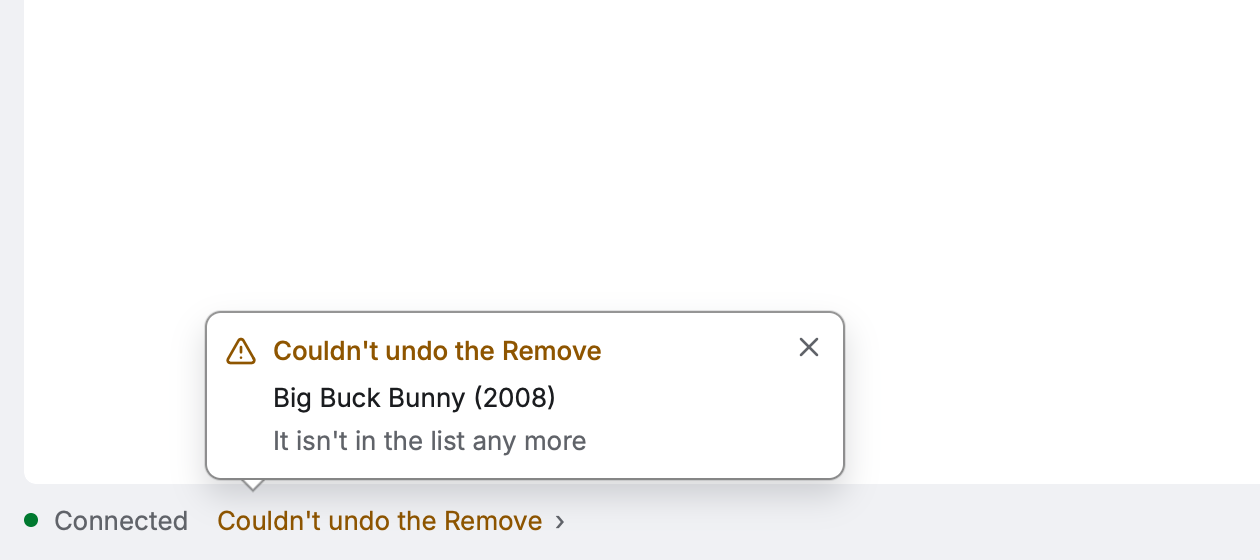 Couldn't undo the Remove
Big Buck Bunny (2008)
It isn't in the list any more
Connected Couldn't undo the Remove ›